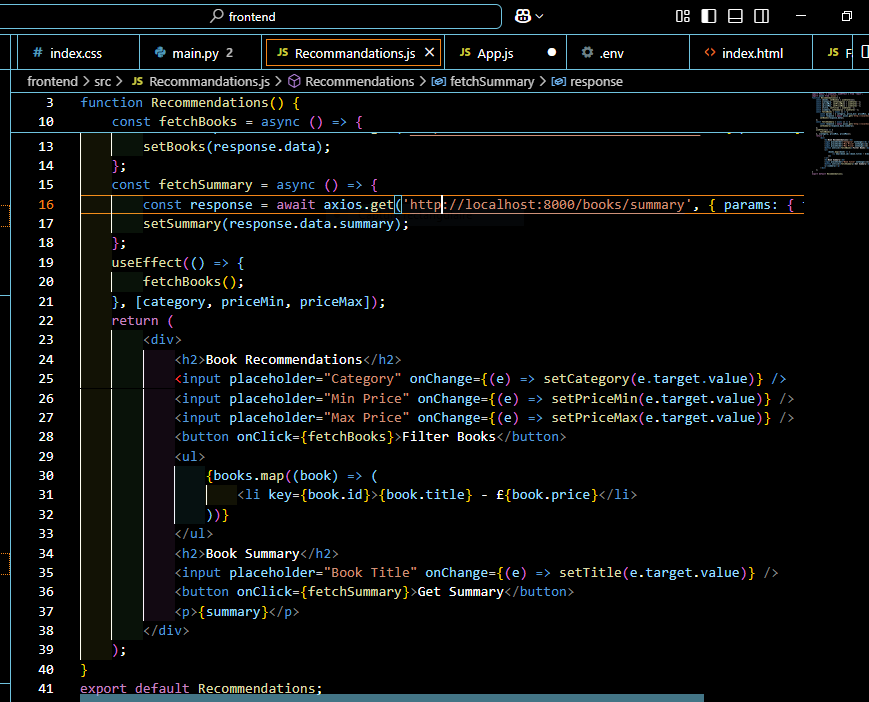 frontend
# index.css
main.py 2
JS Recommandations.js
JS App.js
.env
<> index.html
JS F
frontend > src > JS Recommandations.js > Recommendations > fetchSummary > response
3 function Recommendations() {
10 const fetchBooks = async () => {
13 setBooks(response.data);
14 };
15 const fetchSummary = async () => {
16 const response = await axios.get('http://localhost:8000/books/summary', { params: {
17 setSummary(response.data.summary);
18 };
19 useEffect(() => {
20 fetchBooks();
21 }, [category, priceMin, priceMax]);
22 return (
23 <div>
24 <h2>Book Recommendations</h2>
25 <input placeholder="Category" onChange={(e) => setCategory(e.target.value)} />
26 <input placeholder="Min Price" onChange={(e) => setPriceMin(e.target.value)} />
27 <input placeholder="Max Price" onChange={(e) => setPriceMax(e.target.value)} />
28 <button onClick={fetchBooks}>Filter Books</button>
29 <ul>
30 {books.map((book) => (
31 <li key={book.id}>{book.title} - £{book.price}</li>
32 ))}
33 </ul>
34 <h2>Book Summary</h2>
35 <input placeholder="Book Title" onChange={(e) => setTitle(e.target.value)} />
36 <button onClick={fetchSummary}>Get Summary</button>
37 <p>{summary}</p>
38 </div>
39 );
40 }
41 export default Recommendations;